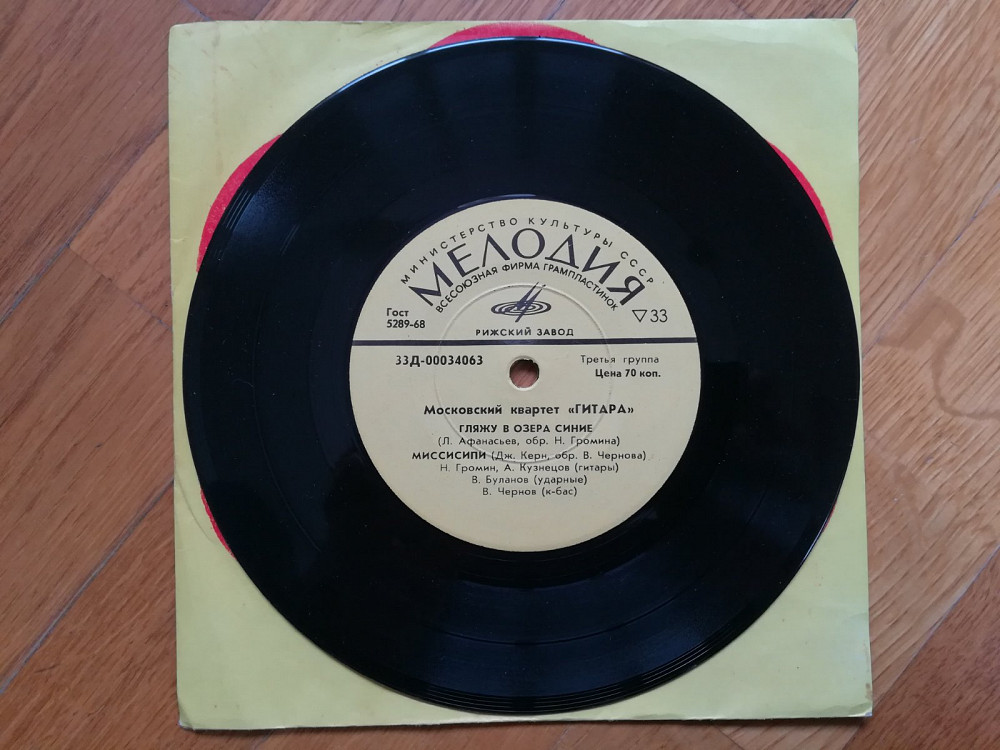 МИНИСТЕРСТВО КУЛЬТУРЫ СССР
МЕЛОДИЯ
ВСЕСОЮЗНАЯ ФИРМА ГРАМПЛАСТИНОК
Гост
5289-68
▽33
РИЖСКИЙ ЗАВОД
33Д-00034063
Третья группа
Цена 70 коп.
Московский квартет «ГИТАРА»
ГЛЯЖУ В ОЗЕРА СИНИЕ
(Л. Афанасьев, обр. Н. Громина)
МИССИСИПИ (Дж. Керн, обр. В. Чернова)
Н. Громин, А. Кузнецов (гитары)
В. Буланов (ударные)
В. Чернов (к-бас)